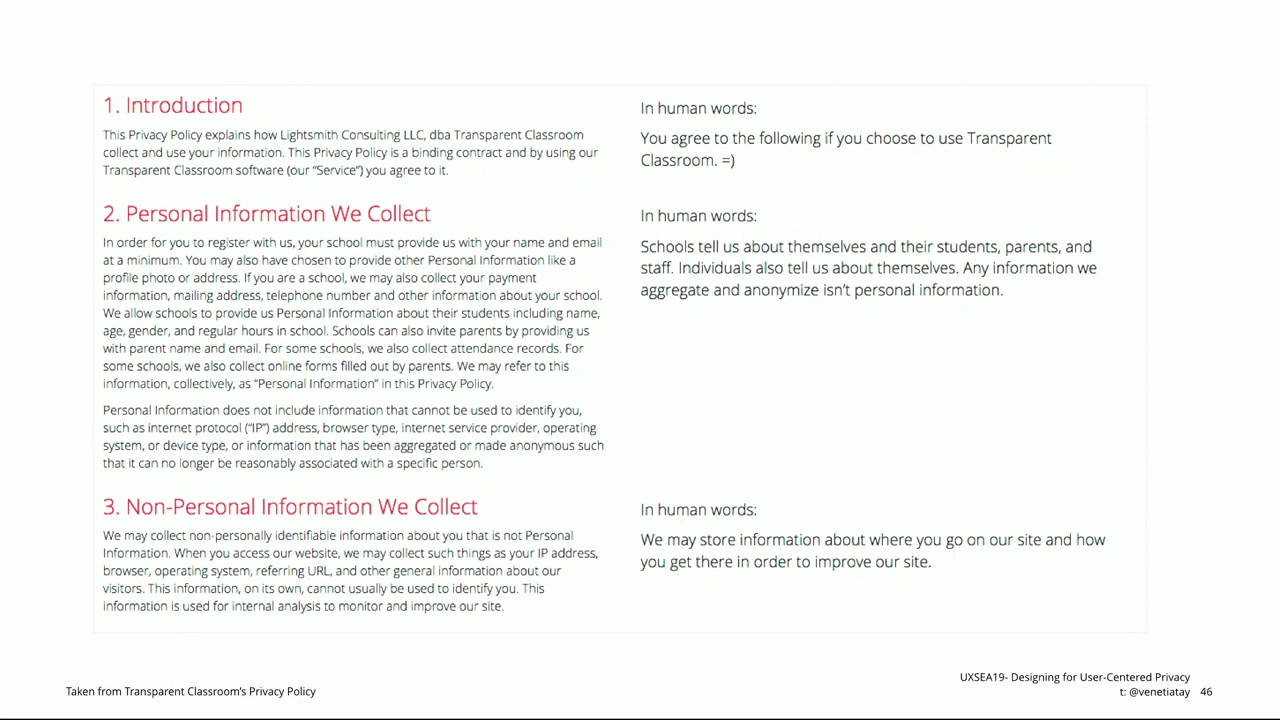 1. Introduction
This Privacy Policy explains how Lightsmith Consulting LLC, dba Transparent Classroom
collect and use your information. This Privacy Policy is a binding contract and by using our
Transparent Classroom software (our “Service”) you agree to it.
In human words:
You agree to the following if you choose to use Transparent
Classroom. =)
2. Personal Information We Collect
In order for you to register with us, your school must provide us with your name and email
at a minimum. You may also have chosen to provide other Personal Information like a
profile photo or address. If you are a school, we may also collect your payment
information, mailing address, telephone number and other information about your school.
We allow schools to provide us Personal Information about their students including name,
age, gender, and regular hours in school. Schools can also invite parents by providing us
with parent name and email. For some schools, we also collect attendance records. For
some schools, we also collect online forms filled out by parents. We may refer to this
information, collectively, as “Personal Information” in this Privacy Policy.
Personal Information does not include information that cannot be used to identify you,
such as internet protocol (“IP”) address, browser type, internet service provider, operating
system, or device type, or information that has been aggregated or made anonymous such
that it can no longer be reasonably associated with a specific person.
In human words:
Schools tell us about themselves and their students, parents, and
staff. Individuals also tell us about themselves. Any information we
aggregate and anonymize isn’t personal information.
3. Non-Personal Information We Collect
We may collect non-personally identifiable information about you that is not Personal
Information. When you access our website, we may collect such things as your IP address,
browser, operating system, referring URL, and other general information about our
visitors. This information, on its own, cannot usually be used to identify you. This
information is used for internal analysis to monitor and improve our site.
In human words:
We may store information about where you go on our site and how
you get there in order to improve our site.
Taken from Transparent Classroom’s Privacy Policy
UXSEA19- Designing for User-Centered Privacy
t: @venetiatay 46